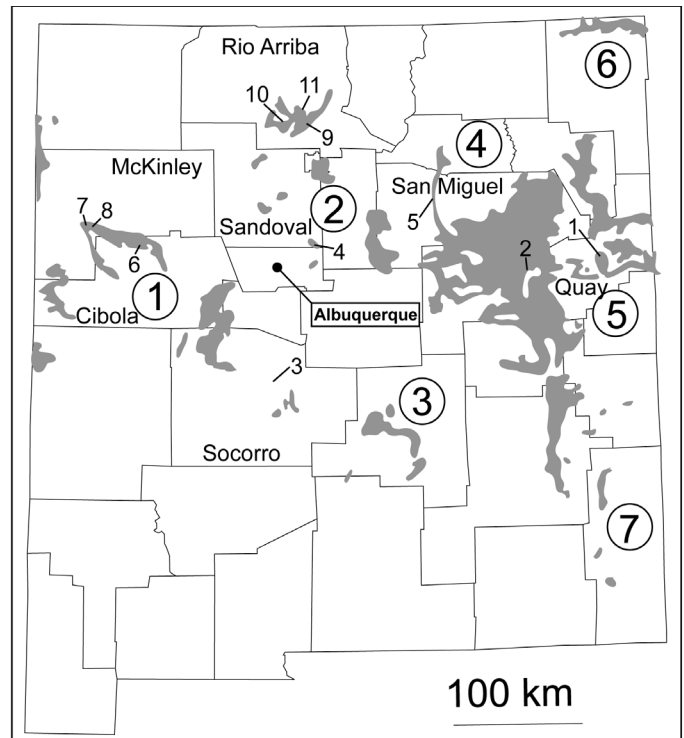 Rio Arriba
6
10
11
9
4
McKinley
San Miguel
7
8
2
5
1
Sandoval
4
2
6
1
Quay
Cibola
5
Albuquerque
3
3
Socorro
7
100 km